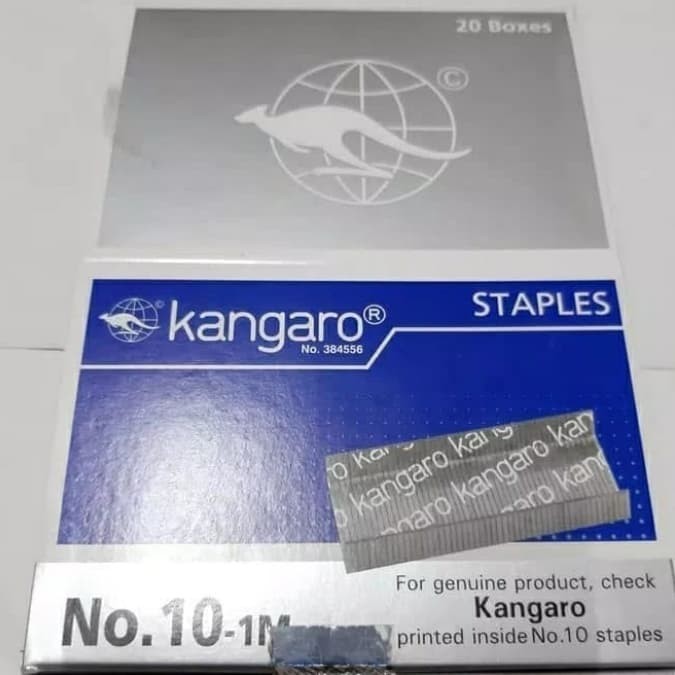 20 Boxes
©
©
kangaro®
No. 384556
STAPLES
kangaro kangaro
kangaro kangaro
No.10-1M
For genuine product, check
Kangaro
printed inside No.10 staples